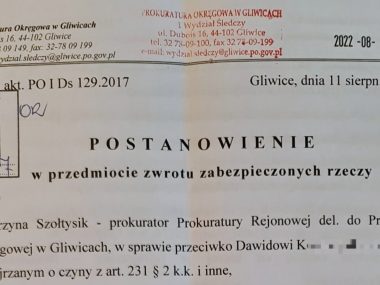 ura Okręgowa w Gliwicach
s 16, 44-102 Gliwice
09 149, fax. 32-78 09 199
wydzial.sledczy@gliwice.po.gov.pl
PROKURATURA OKRĘGOWA W GLIWICACH
I Wydział Śledczy
ul. Dubois 16, 44-102 Gliwice
tel. 32 78-09-100, fax 32 78-09-199
e-mail: wydzial.sledczy@gliwice.po.gov.pl
2022 -08-
akt. PO I Ds 129.2017
Gliwice, dnia 11 sierpn
POSTANOWIENIE
w przedmiocie zwrotu zabezpieczonych rzeczy
rzyna Szołtysik - prokurator Prokuratury Rejonowej del. do Pr
ęgowej w Gliwicach, w sprawie przeciwko Dawidowi K
jrzanym o czyny z art. 231 § 2 k.k. i inne,